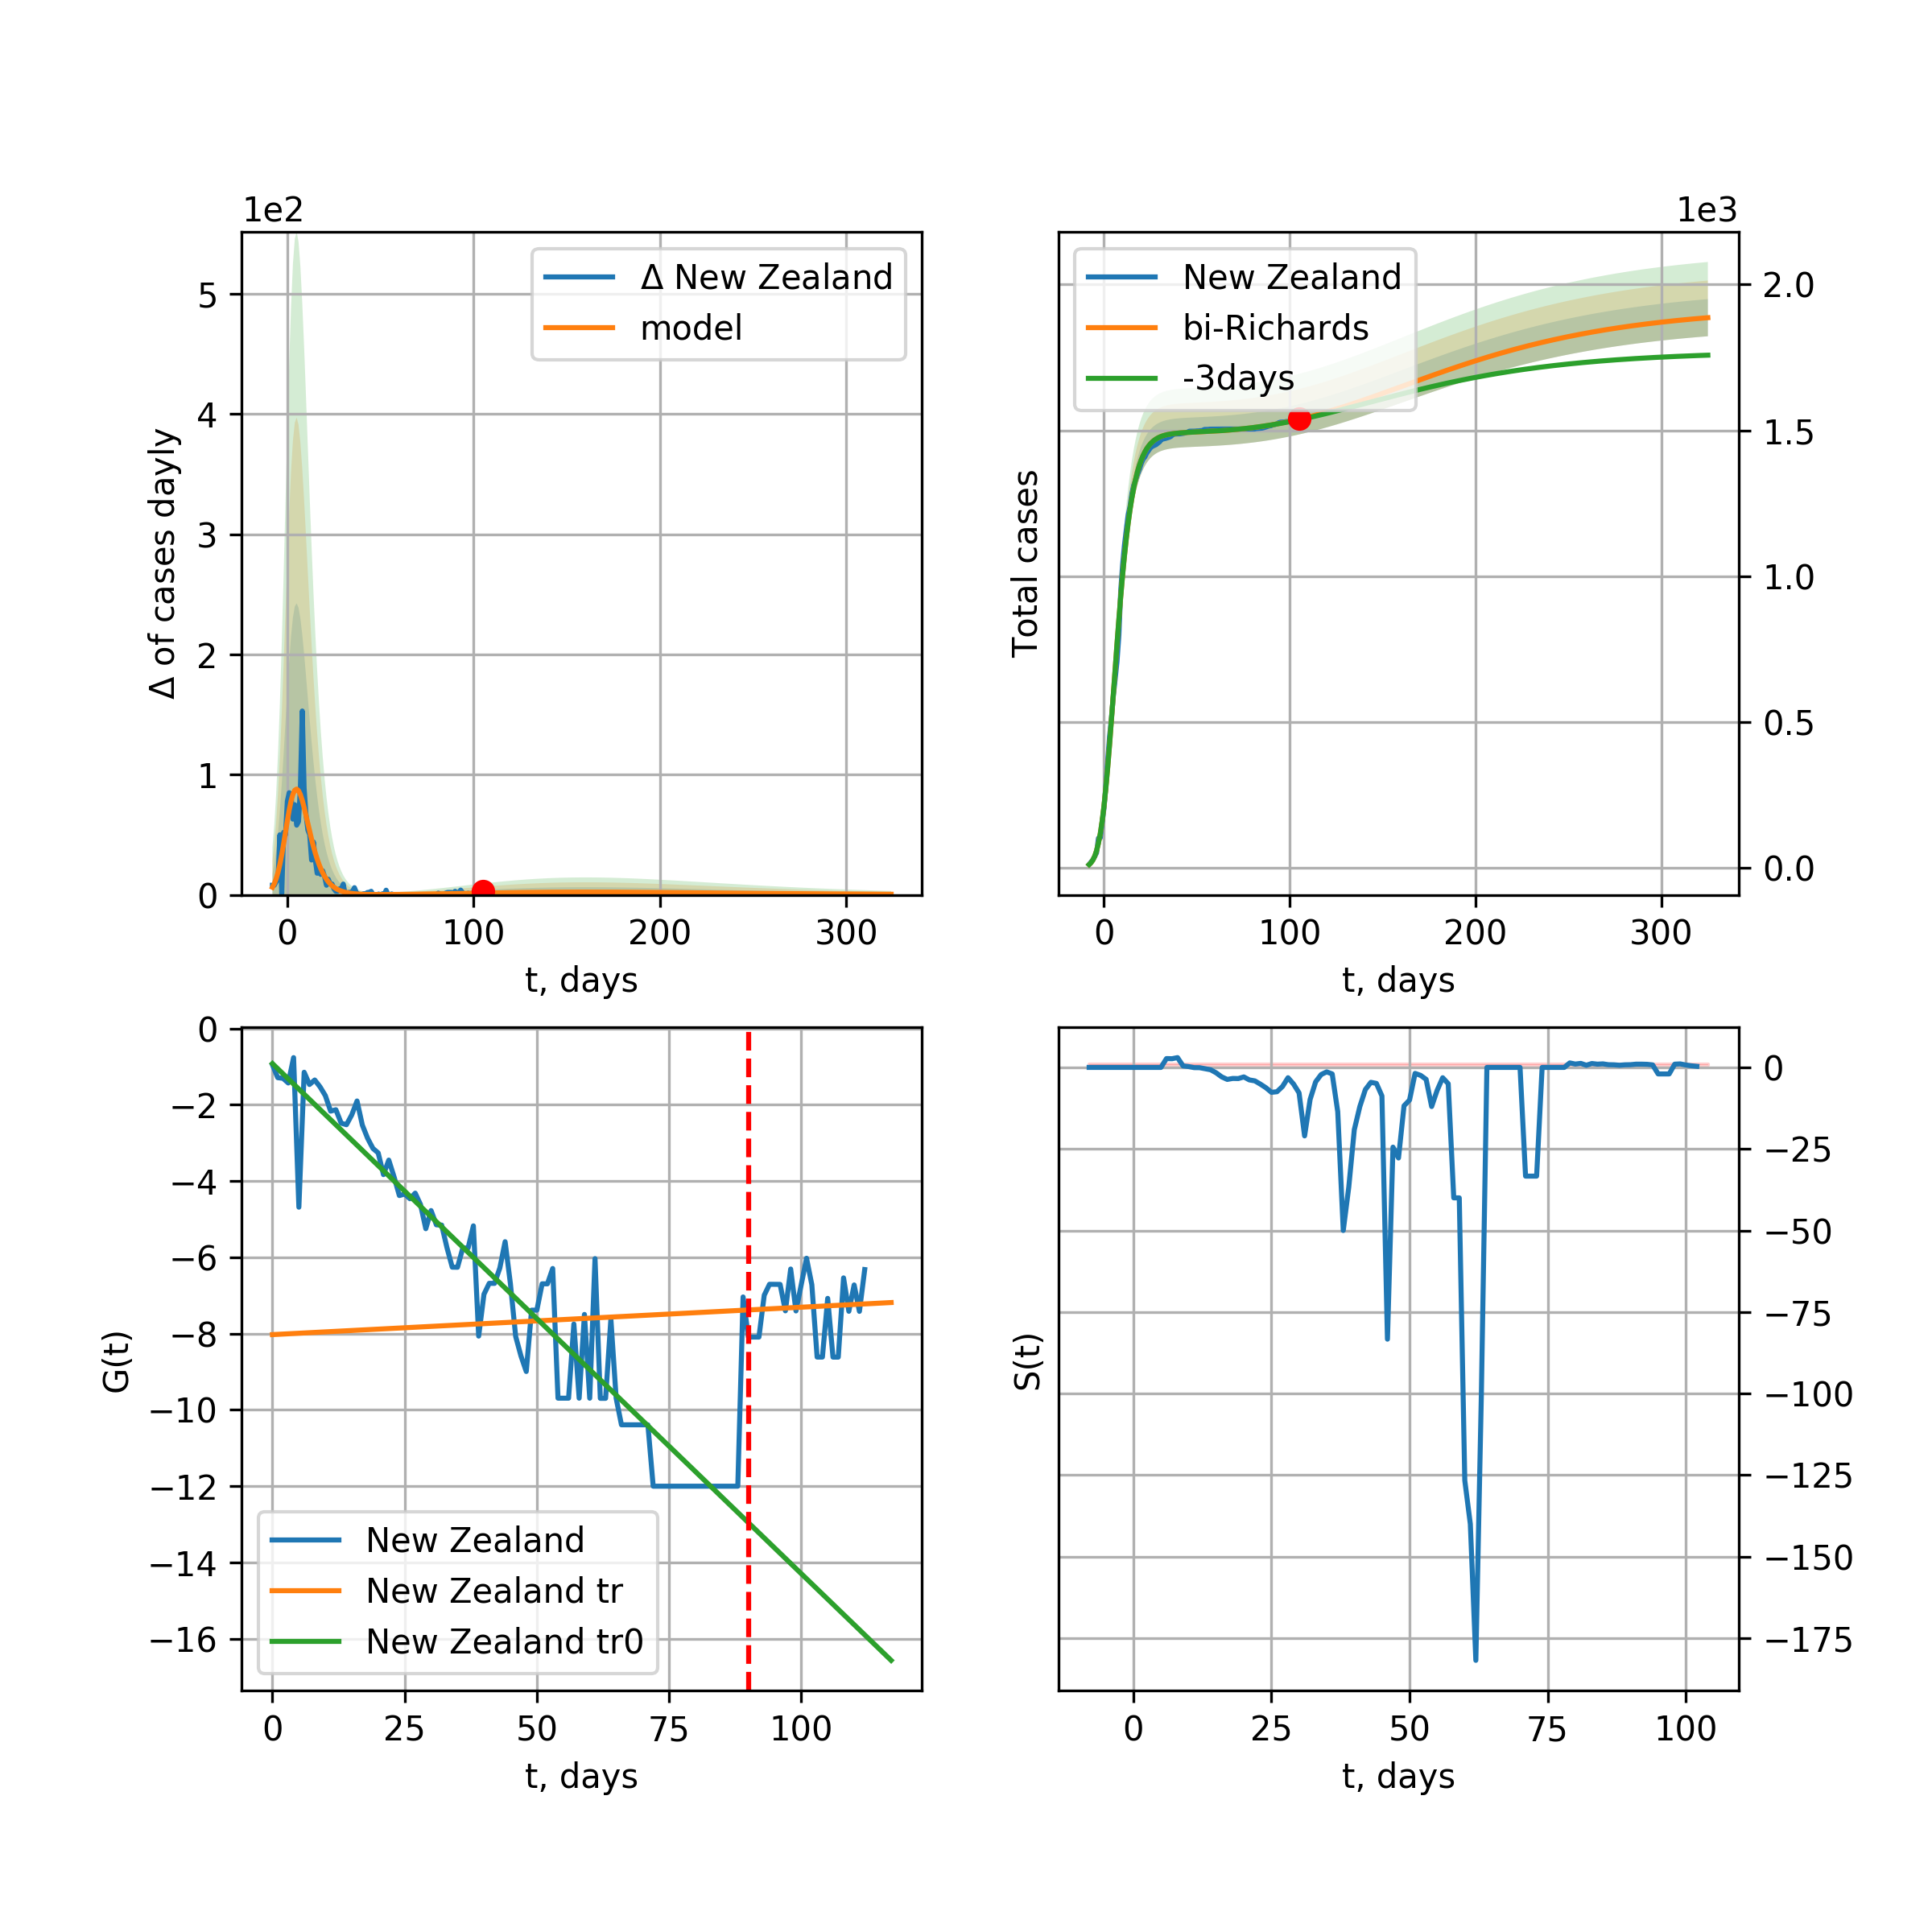 1e2
Δ New Zealand
model
5
4
3
2
1
0
Δ of cases dayly
0 100 200 300
t, days
1e3
New Zealand
bi-Richards
-3days
2.0
1.5
1.0
0.5
0.0
Total cases
0 100 200 300
t, days
0
−2
−4
−6
−8
−10
−12
−14
−16
G(t)
New Zealand
New Zealand tr
New Zealand tr0
0 25 50 75 100
t, days
0
−25
−50
−75
−100
−125
−150
−175
S(t)
0 25 50 75 100
t, days